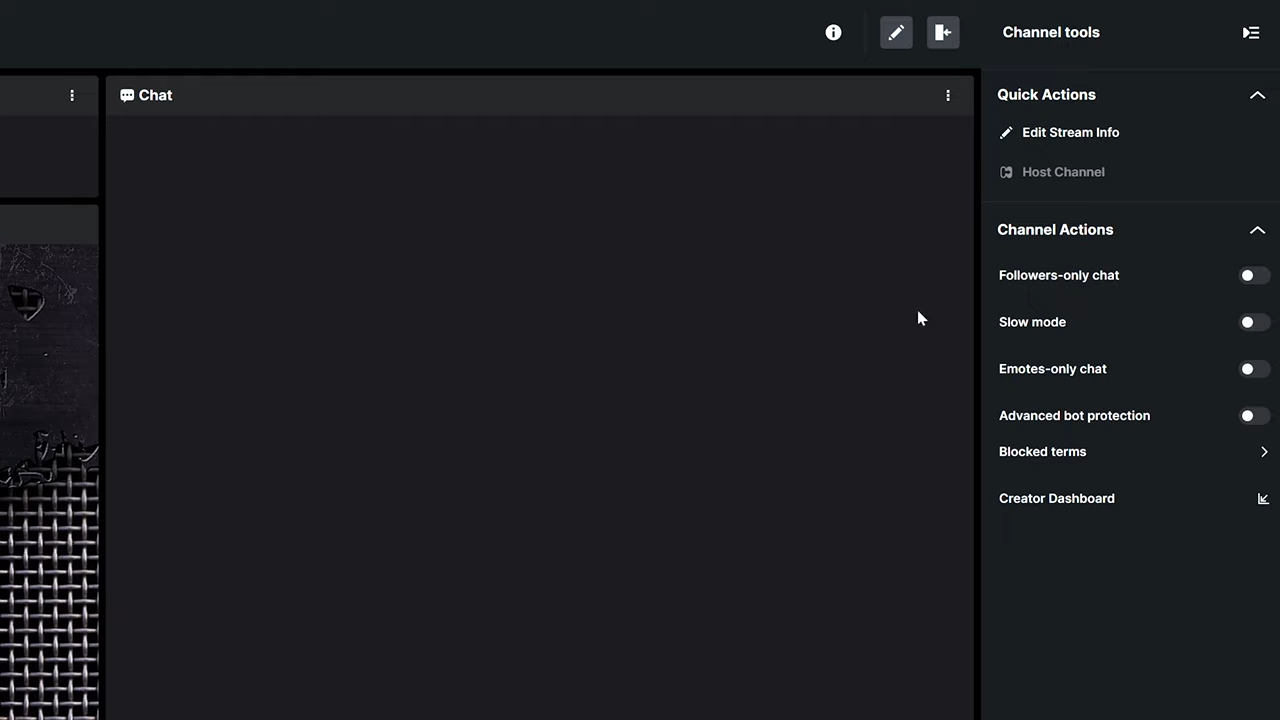 Channel tools
Chat
Quick Actions
Edit Stream Info
Host Channel
Channel Actions
Followers-only chat
Slow mode
Emotes-only chat
Advanced bot protection
Blocked terms
Creator Dashboard